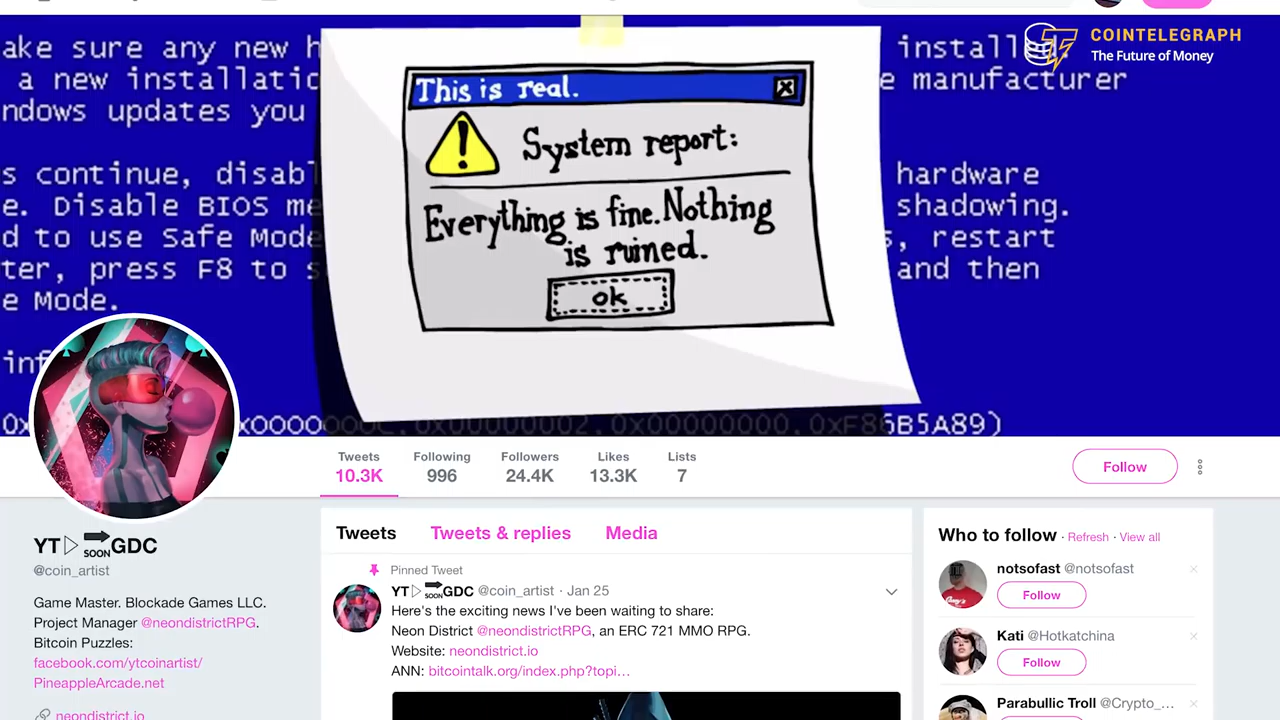 COINTELEGRAPH
The Future of Money
ake sure any new h
install
a new installatic
e manufacturer
ndows updates you
This is real.
System report:
Everything is fine. Nothing
is ruined.
ok
s continue, disabl
hardware
e. Disable BIOS me
shadowing.
d to use Safe Mode
s, restart
ter, press F8 to s
and then
e Mode.
inf
0x
x0000000C,0x00000002,0x00000000,0xF86B5A89)
Tweets
Following
Followers
Likes
Lists
10.3K
996
24.4K
13.3K
7
Follow
YT SOON GDC
@coin_artist
Game Master. Blockade Games LLC.
Project Manager @neondistrictRPG.
Bitcoin Puzzles:
facebook.com/ytcoinartist/
PineappleArcade.net
neondistrict.io
Tweets
Tweets & replies
Media
Pinned Tweet
YT SOON GDC @coin_artist · Jan 25
Here's the exciting news I've been waiting to share:
Neon District @neondistrictRPG, an ERC 721 MMO RPG.
Website: neondistrict.io
ANN: bitcointalk.org/index.php?topi…
Who to follow · Refresh · View all
notsofast @notsofast
Follow
Kati @Hotkatchina
Follow
Parabullic Troll @Crypto_…